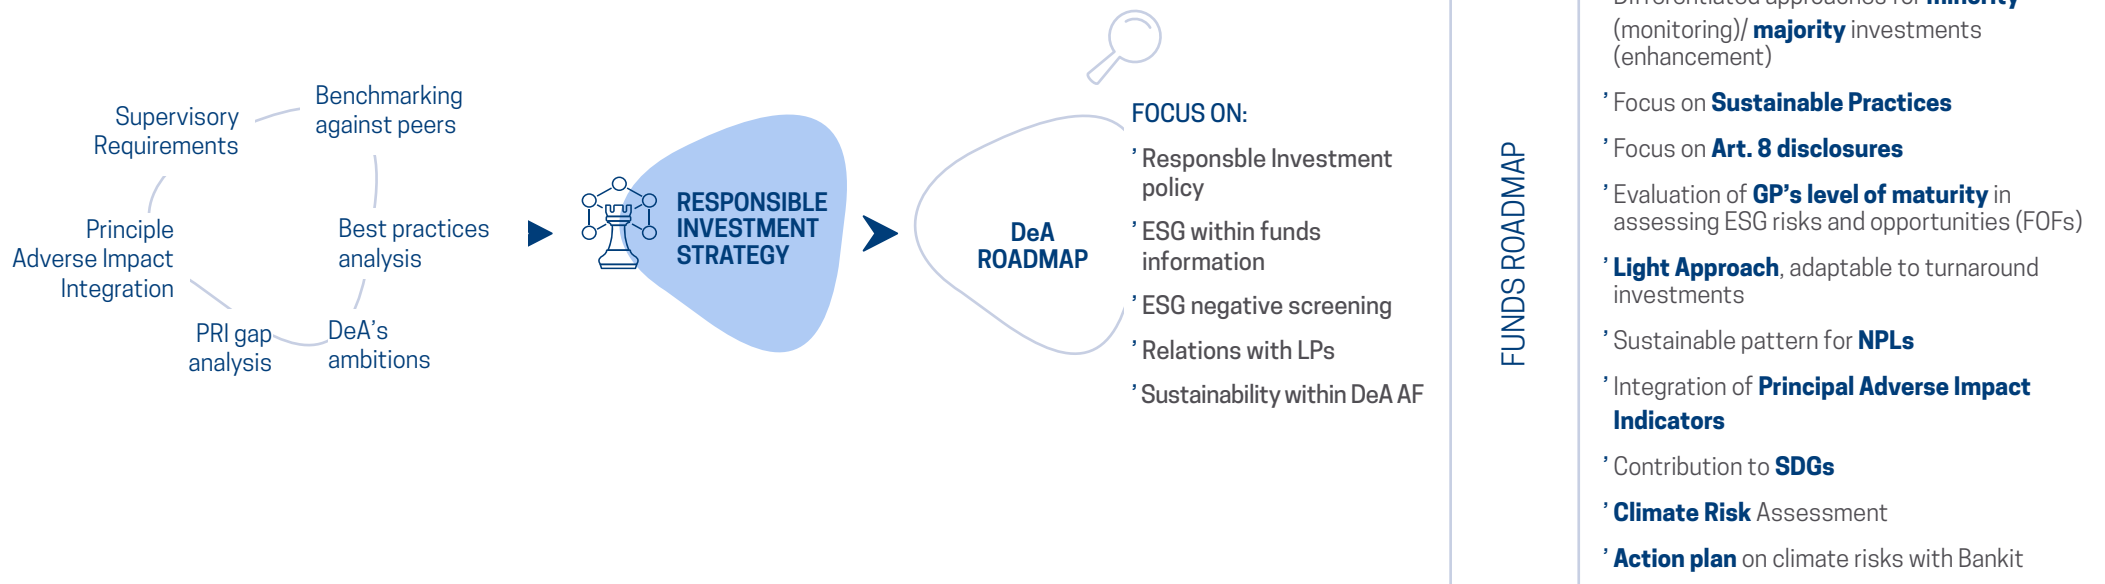 Supervisory
Requirements
Benchmarking
against peers
Principle
Adverse Impact
Integration
Best practices
analysis
PRI gap
analysis
DeA's
ambitions
RESPONSIBLE
INVESTMENT
STRATEGY
DeA
ROADMAP
FOCUS ON:
’ Responsble Investment
policy
’ ESG within funds
information
’ ESG negative screening
’ Relations with LPs
’ Sustainability within DeA AF
FUNDS ROADMAP
Differentiated approaches for minority
(monitoring)/ majority investments
(enhancement)
’ Focus on Sustainable Practices
’ Focus on Art. 8 disclosures
’ Evaluation of GP’s level of maturity in
assessing ESG risks and opportunities (FOFs)
’ Light Approach, adaptable to turnaround
investments
’ Sustainable pattern for NPLs
’ Integration of Principal Adverse Impact
Indicators
’ Contribution to SDGs
’ Climate Risk Assessment
’ Action plan on climate risks with Bankit